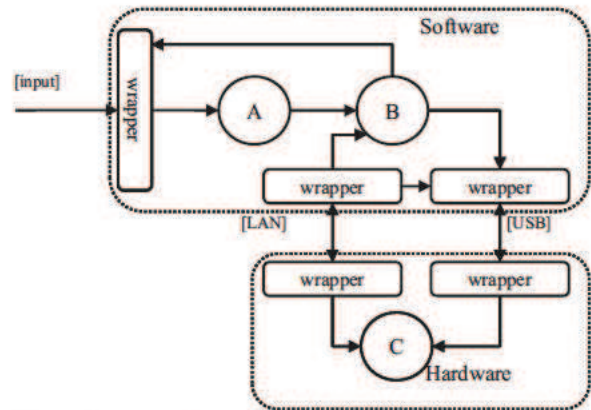 Software
[input]
wrapper
A
B
wrapper
wrapper
[LAN]
[USB]
wrapper
wrapper
C
Hardware